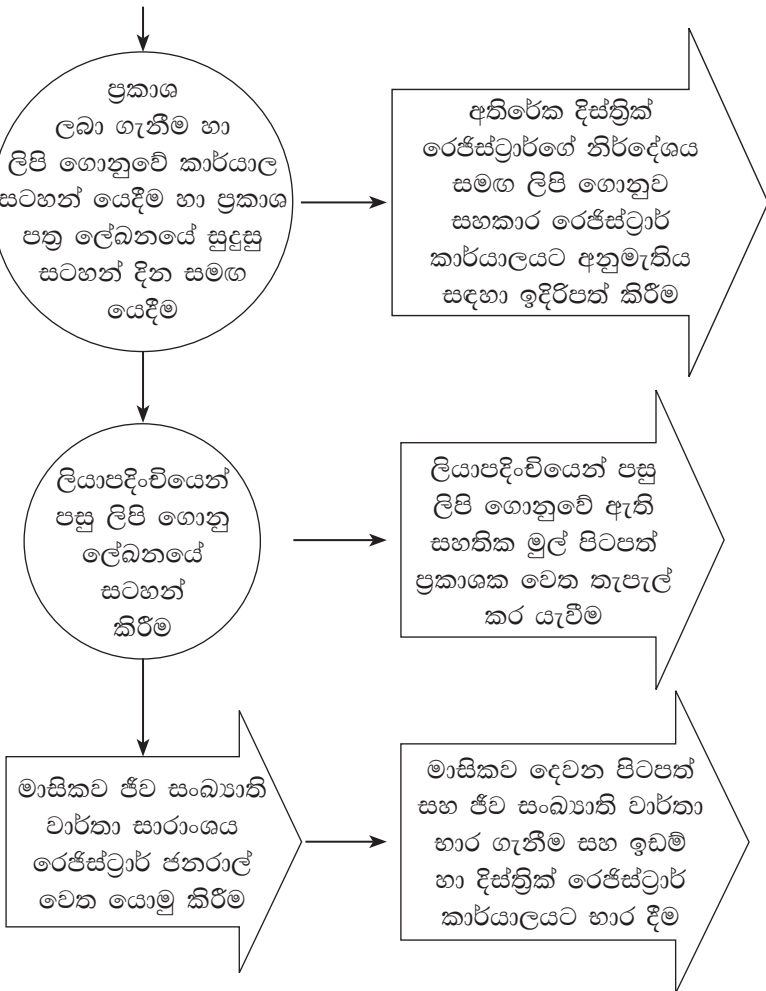 ප්‍රකාශ
ලබා ගැනීම හා
ලිපි ගොනුවේ කාර්යාල
සටහන් යෙදීම හා ප්‍රකාශ
පත්‍ර ලේඛනයේ සුදුසු
සටහන් දින සමඟ
යෙදීම
අතිරේක දිස්ත්‍රික්
රෙජිස්ට්‍රාර්ගේ නිර්දේශය
සමඟ ලිපි ගොනුව
සහකාර රෙජිස්ට්‍රාර්
කාර්යාලයට අනුමැතිය
සඳහා ඉදිරිපත් කිරීම
ලියාපදිංචියෙන්
පසු ලිපි ගොනු
ලේඛනයේ
සටහන්
කිරීම
ලියාපදිංචියෙන් පසු
ලිපි ගොනුවේ ඇති
සහතික මුල් පිටපත්
ප්‍රකාශක වෙත තැපැල්
කර යැවීම
මාසිකව ජීව සංඛ්‍යාති
වාර්තා සාරාංශය
රෙජිස්ට්‍රාර් ජනරාල්
වෙත යොමු කිරීම
මාසිකව දෙවන පිටපත්
සහ ජීව සංඛ්‍යාති වාර්තා
භාර ගැනීම සහ ඉඩම්
හා දිස්ත්‍රික් රෙජිස්ට්‍රාර්
කාර්යාලයට භාර දීම